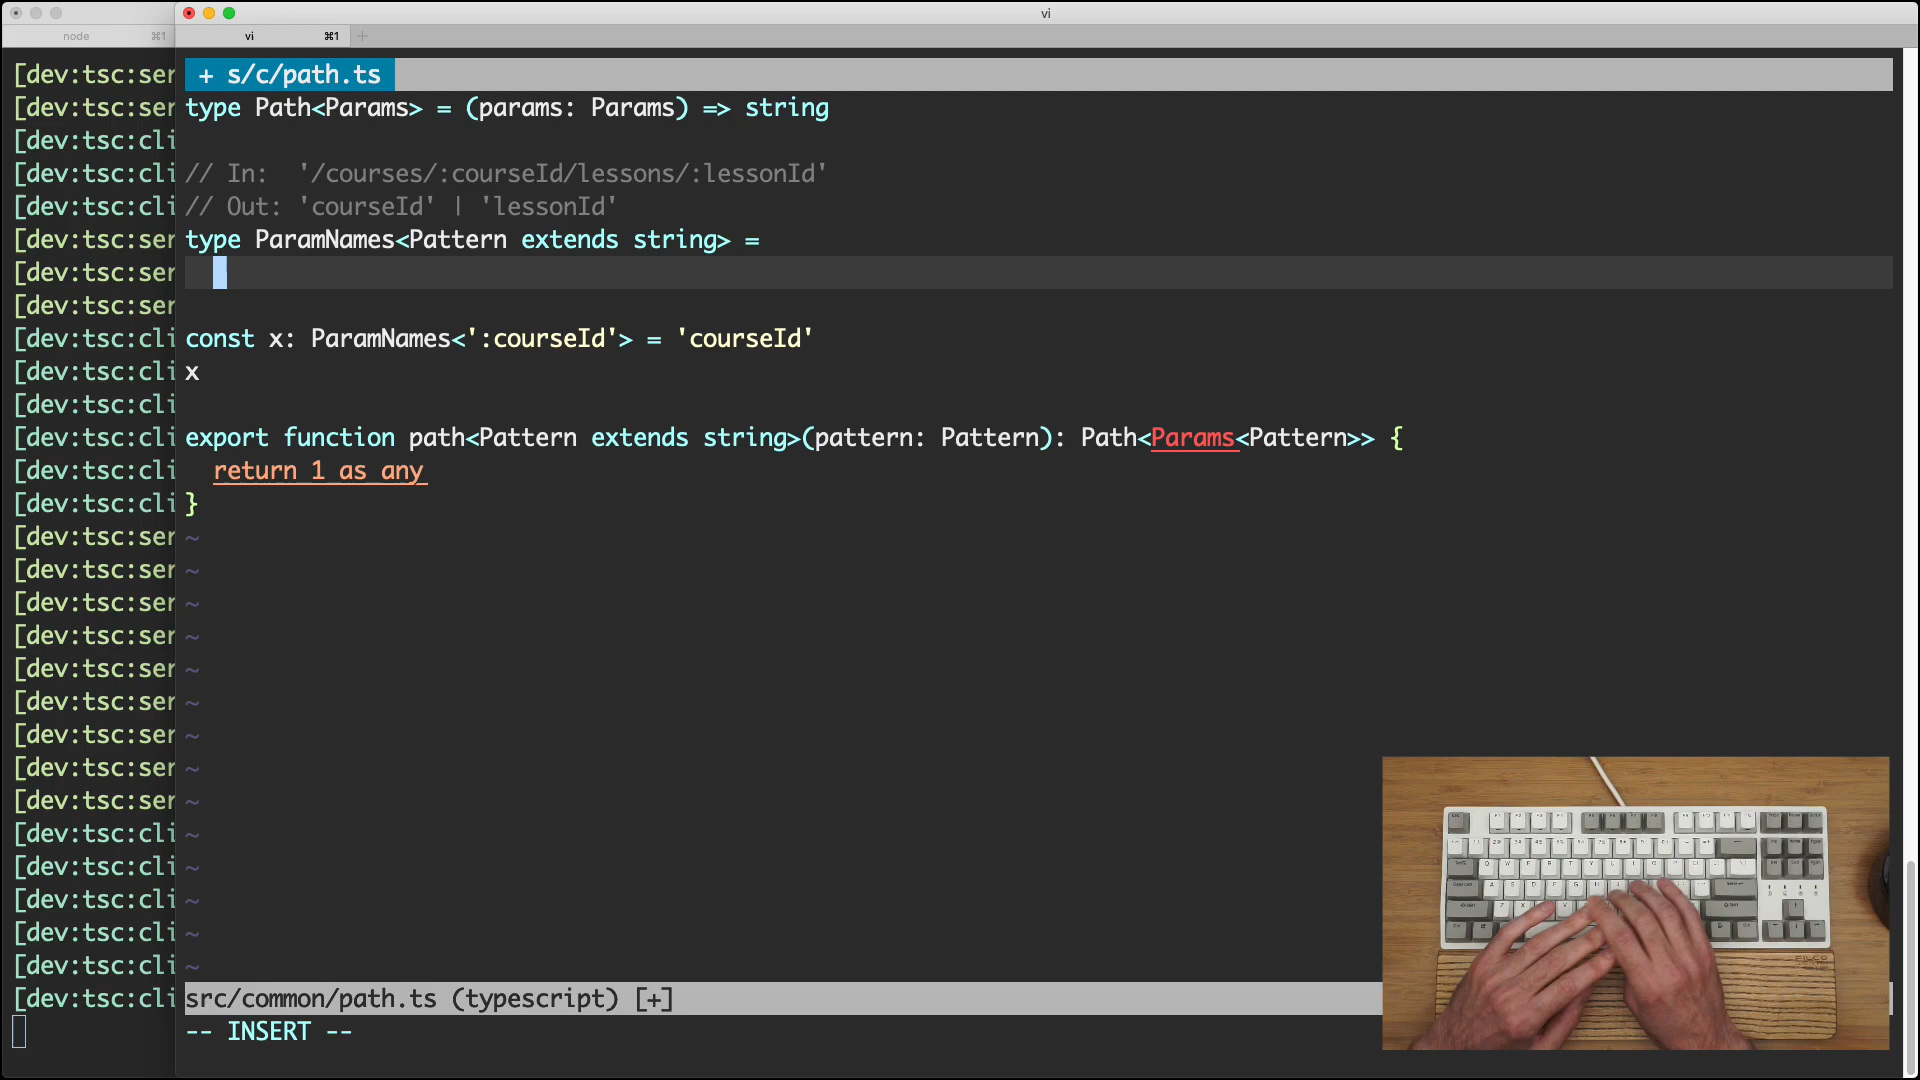 vi
node ⌘1
vi ⌘1 +
+ s/c/path.ts
type Path<Params> = (params: Params) => string
// In:  '/courses/:courseId/lessons/:lessonId'
// Out: 'courseId' | 'lessonId'
type ParamNames<Pattern extends string> =
const x: ParamNames<':courseId'> = 'courseId'
x
export function path<Pattern extends string>(pattern: Pattern): Path<Params<Pattern>> {
  return 1 as any
}
~
~
~
~
~
~
~
~
~
~
~
~
~
~
src/common/path.ts (typescript) [+]
-- INSERT --
[dev:tsc:ser
[dev:tsc:ser
[dev:tsc:cli
[dev:tsc:cli
[dev:tsc:cli
[dev:tsc:ser
[dev:tsc:ser
[dev:tsc:ser
[dev:tsc:cli
[dev:tsc:cli
[dev:tsc:cli
[dev:tsc:cli
[dev:tsc:cli
[dev:tsc:cli
[dev:tsc:ser
[dev:tsc:ser
[dev:tsc:ser
[dev:tsc:ser
[dev:tsc:ser
[dev:tsc:ser
[dev:tsc:ser
[dev:tsc:ser
[dev:tsc:ser
[dev:tsc:cli
[dev:tsc:cli
[dev:tsc:cli
[dev:tsc:cli
[dev:tsc:cli
[dev:tsc:cli